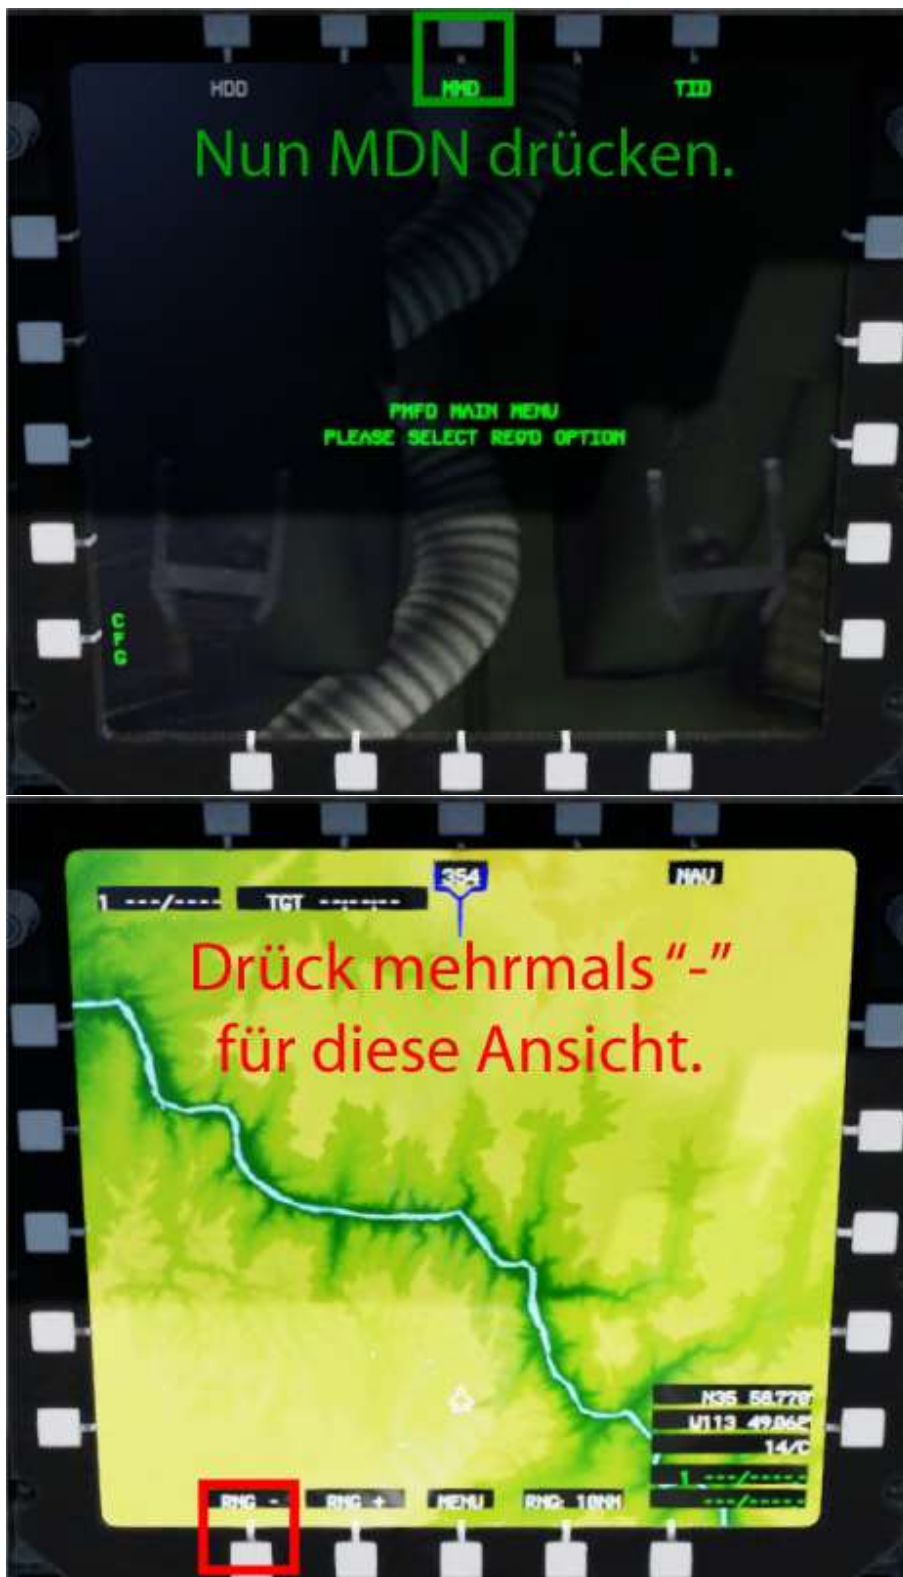 HDD MMD TID
Nun MDN drücken.
PMFD MAIN MENU
PLEASE SELECT REQ'D OPTION
C
F
G
354 NAV
1 ---/---- TGT --:--:--
Drück mehrmals “-”
für diese Ansicht.
N35 58.770'
W113 49.062'
14/C
1 ---/-----
RNG - RNG + MENU RNG: 10NM ---/-----